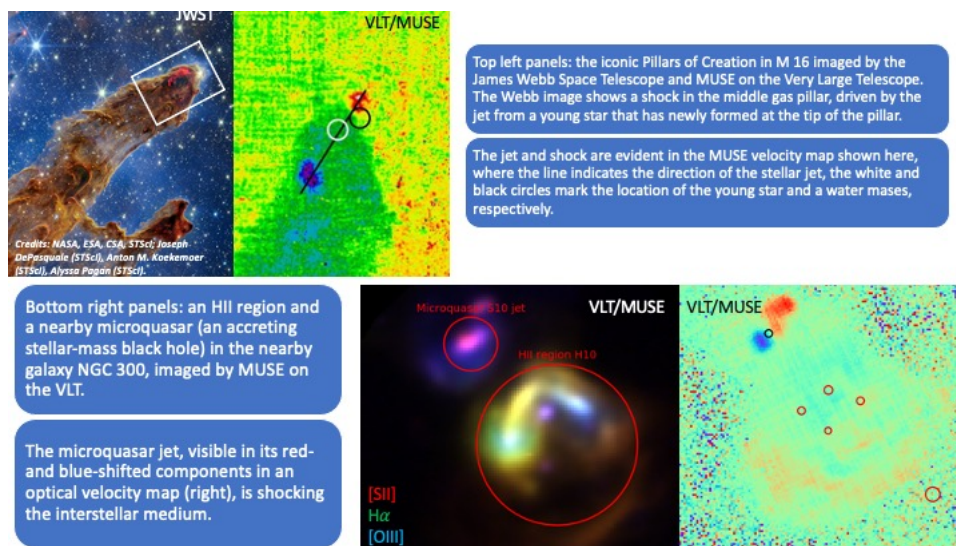 JWST
VLT/MUSE
Credits: NASA, ESA, CSA, STScI; Joseph
DePasquale (STScI), Anton M. Koekemoer
(STScI), Alyssa Pagan (STScI).
Top left panels: the iconic Pillars of Creation in M 16 imaged by the
James Webb Space Telescope and MUSE on the Very Large Telescope.
The Webb image shows a shock in the middle gas pillar, driven by the
jet from a young star that has newly formed at the tip of the pillar.
The jet and shock are evident in the MUSE velocity map shown here,
where the line indicates the direction of the stellar jet, the white and
black circles mark the location of the young star and a water mases,
respectively.
Bottom right panels: an HII region and
a nearby microquasar (an accreting
stellar-mass black hole) in the nearby
galaxy NGC 300, imaged by MUSE on
the VLT.
The microquasar jet, visible in its red-
and blue-shifted components in an
optical velocity map (right), is shocking
the interstellar medium.
Microquasar S10 jet
VLT/MUSE
HII region H10
[SII]
Hα
[OIII]
VLT/MUSE